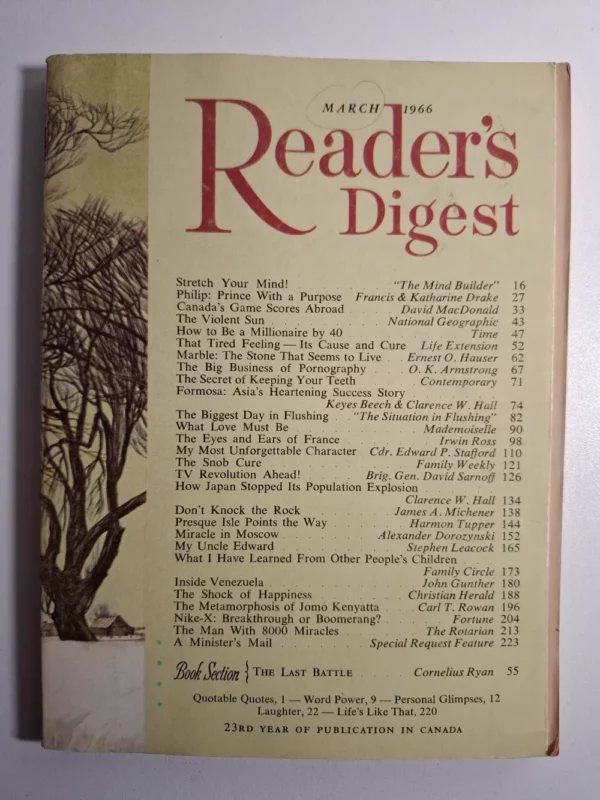 MARCH 1966
Reader's
Digest
Stretch Your Mind! . . . . . . . . . . "The Mind Builder" 16
Philip: Prince With a Purpose Francis & Katharine Drake 27
Canada's Game Scores Abroad . . . . David MacDonald 33
The Violent Sun . . . . . . . . . National Geographic 43
How to Be a Millionaire by 40 . . . . . . . . . Time 47
That Tired Feeling — Its Cause and Cure . Life Extension 52
Marble: The Stone That Seems to Live . Ernest O. Hauser 62
The Big Business of Pornography . . . O. K. Armstrong 67
The Secret of Keeping Your Teeth . . . . Contemporary 71
Formosa: Asia's Heartening Success Story
Keyes Beech & Clarence W. Hall 74
The Biggest Day in Flushing . . "The Situation in Flushing" 82
What Love Must Be . . . . . . . . . Mademoiselle 90
The Eyes and Ears of France . . . . . . Irwin Ross 98
My Most Unforgettable Character Cdr. Edward P. Stafford 110
The Snob Cure . . . . . . . . . . Family Weekly 121
TV Revolution Ahead! . . . . Brig. Gen. David Sarnoff 126
How Japan Stopped Its Population Explosion
Clarence W. Hall 134
Don't Knock the Rock . . . . . . James A. Michener 138
Presque Isle Points the Way . . . . . Harmon Tupper 144
Miracle in Moscow . . . . . . . Alexander Dorozynski 152
My Uncle Edward . . . . . . . . Stephen Leacock 165
What I Have Learned From Other People's Children
Family Circle 173
Inside Venezuela . . . . . . . . . . John Gunther 180
The Shock of Happiness . . . . . . Christian Herald 188
The Metamorphosis of Jomo Kenyatta . . Carl T. Rowan 196
Nike-X: Breakthrough or Boomerang? . . . . Fortune 204
The Man With 8000 Miracles . . . . . . The Rotarian 213
A Minister's Mail . . . . . . . Special Request Feature 223
Book Section { THE LAST BATTLE . . . . Cornelius Ryan 55
Quotable Quotes, 1 — Word Power, 9 — Personal Glimpses, 12
Laughter, 22 — Life's Like That, 220
23RD YEAR OF PUBLICATION IN CANADA